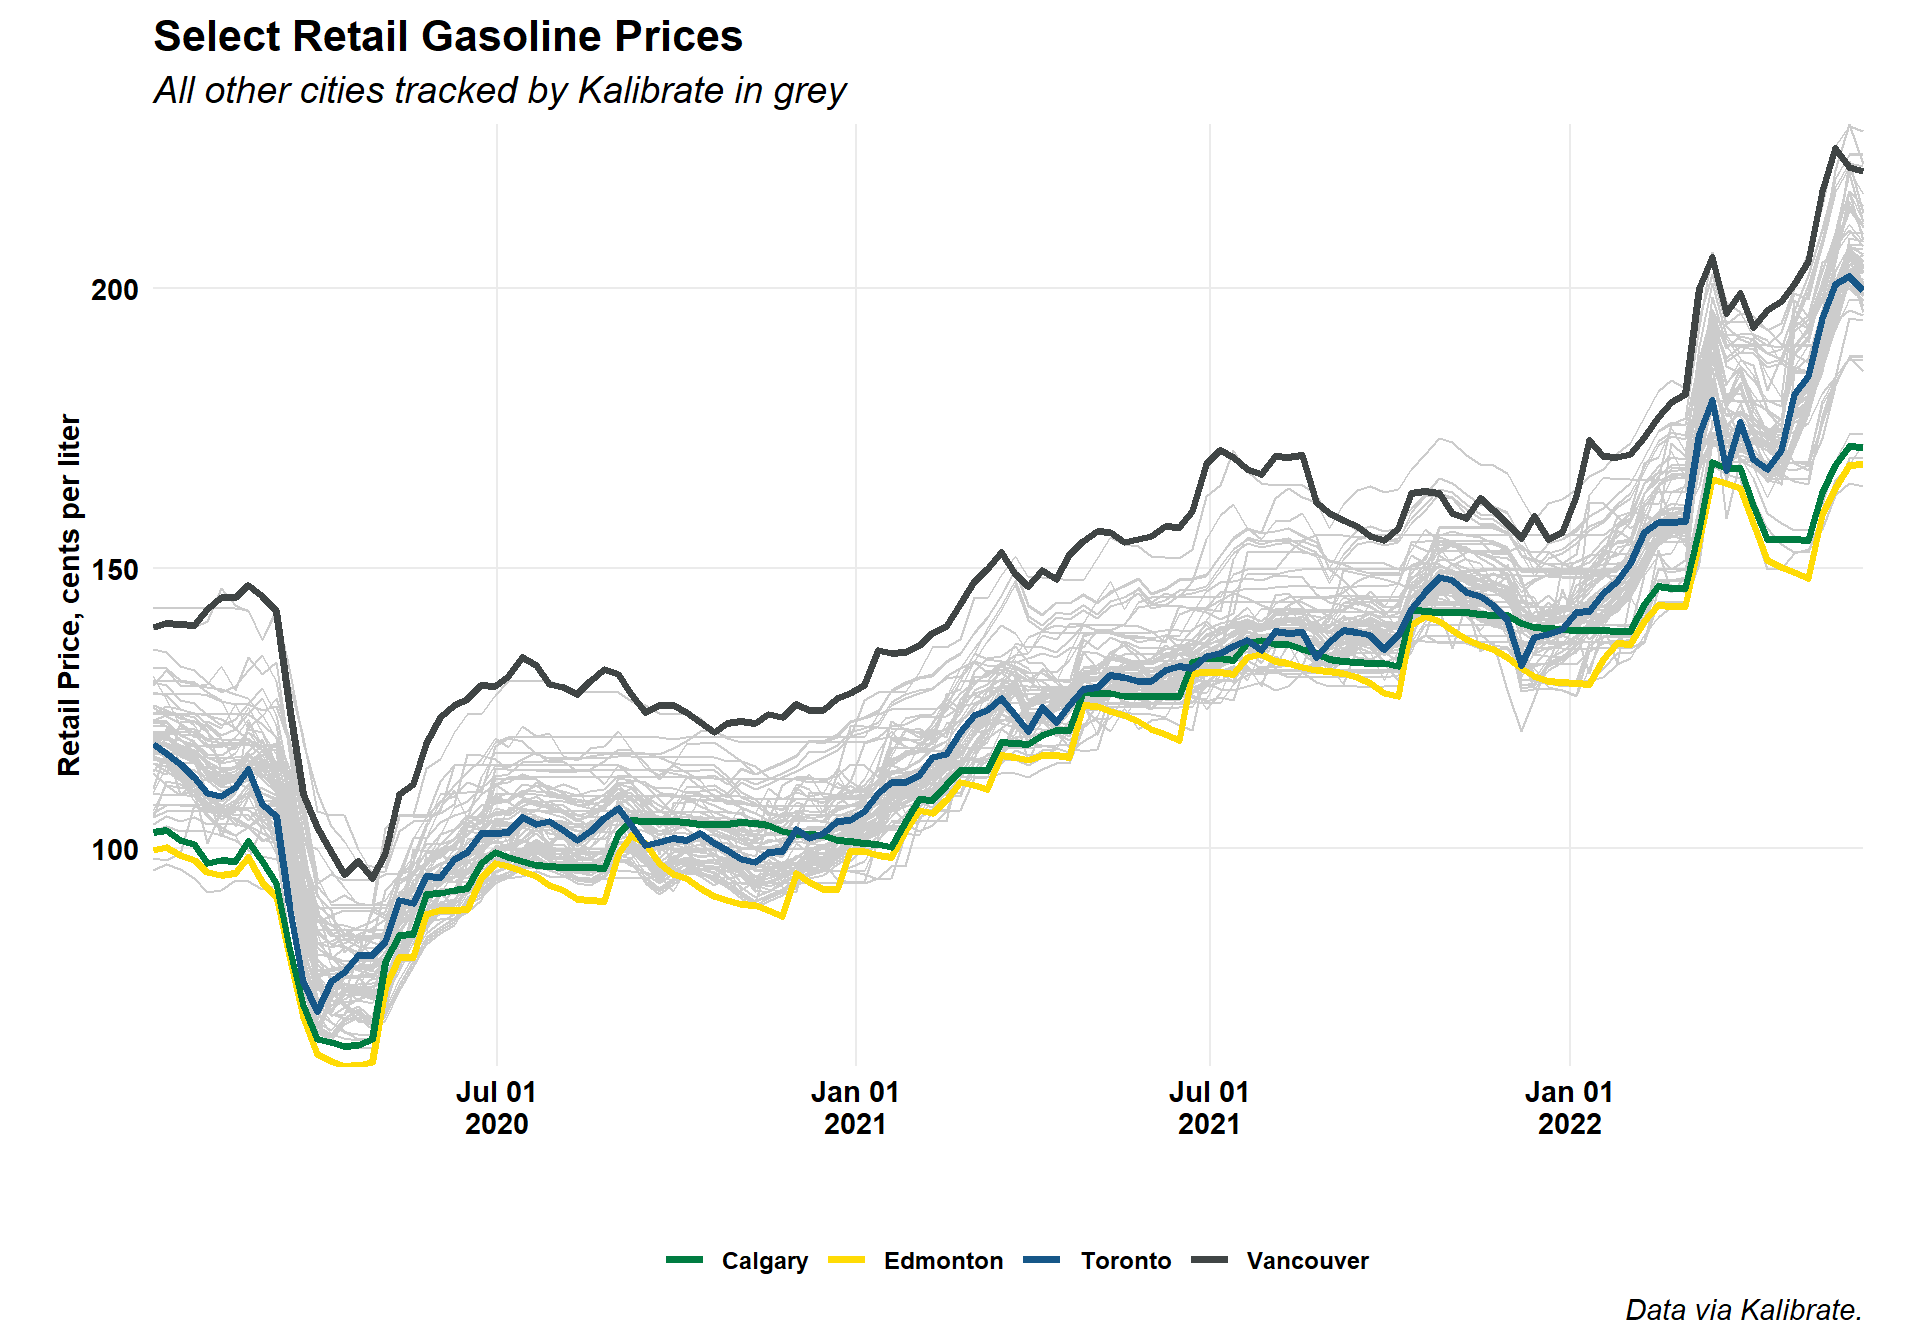 Select Retail Gasoline Prices
All other cities tracked by Kalibrate in grey
Retail Price, cents per liter
200
150
100
Jul 01
2020
Jan 01
2021
Jul 01
2021
Jan 01
2022
Calgary
Edmonton
Toronto
Vancouver
Data via Kalibrate.